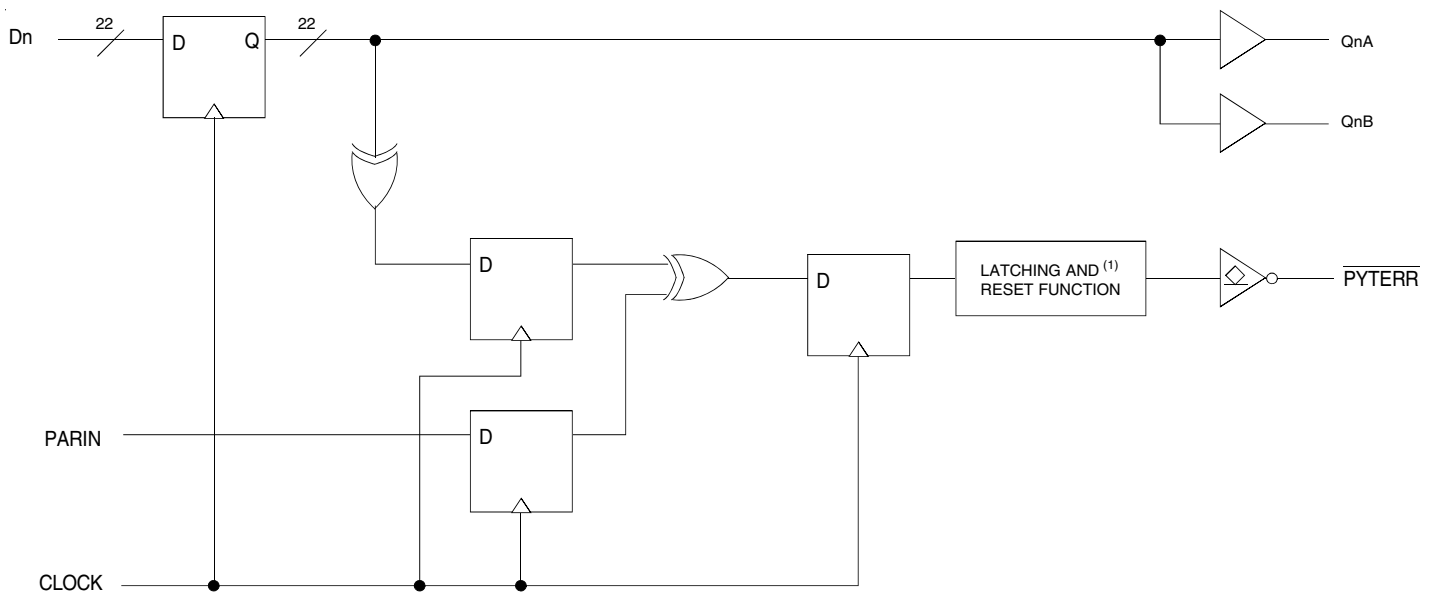 Dn
22
D
Q
22
QnA
QnB
D
D
LATCHING AND (1)
RESET FUNCTION
PYTERR
PARIN
D
CLOCK